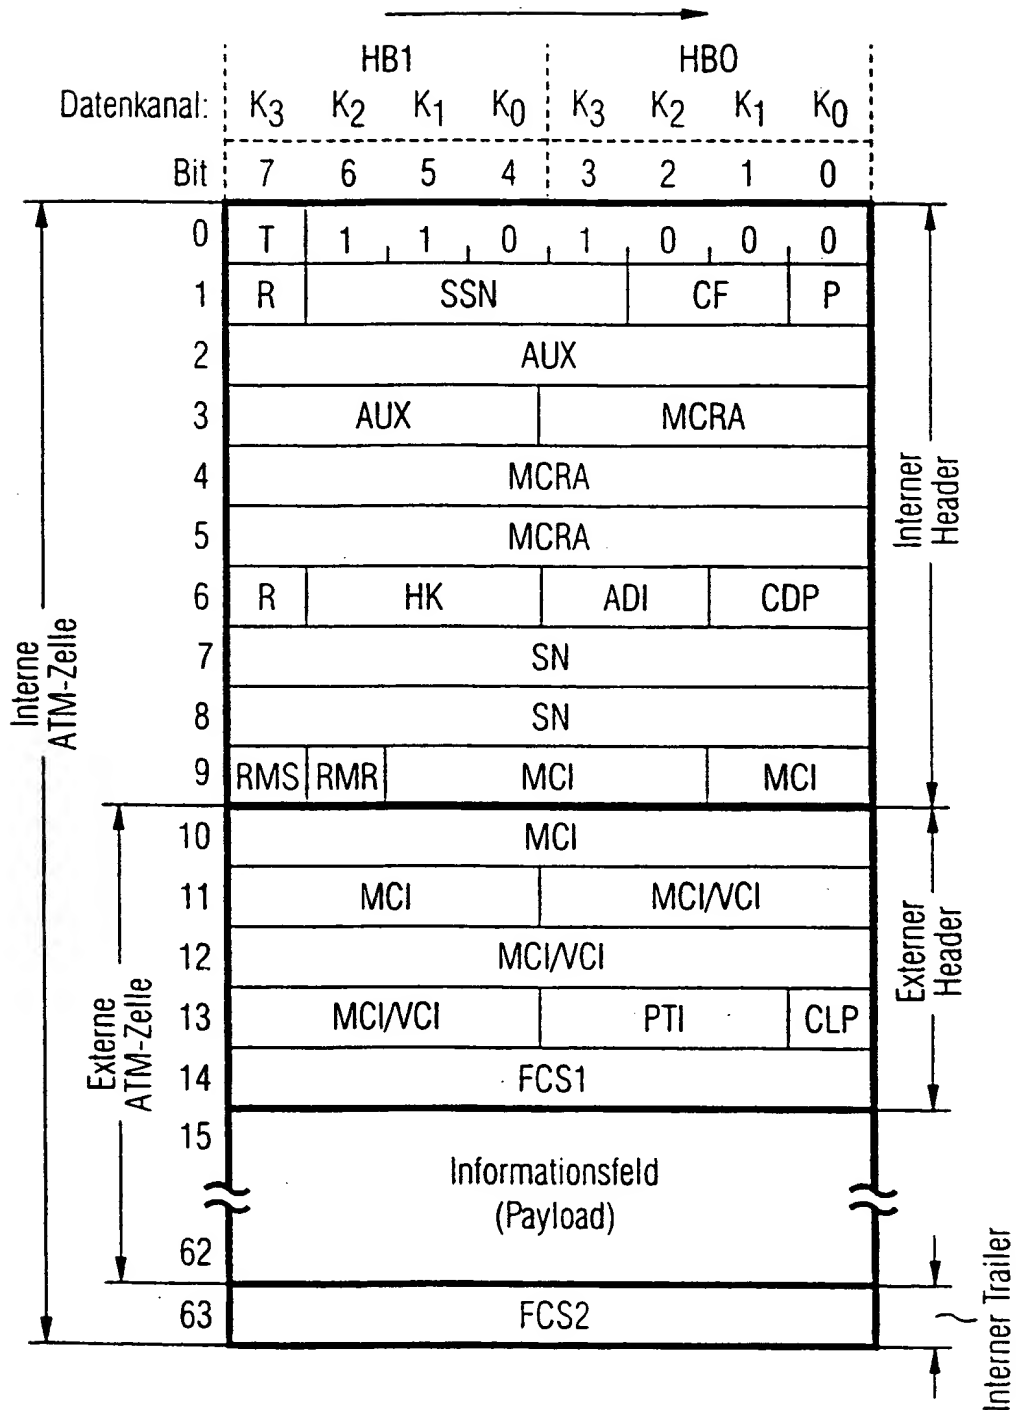 HB1 HB0
Datenkanal: K3 K2 K1 K0 K3 K2 K1 K0
Bit 7 6 5 4 3 2 1 0
0 T 1 1 0 1 0 0 0
1 R SSN CF P
2 AUX
3 AUX MCRA
4 MCRA
5 MCRA
6 R HK ADI CDP
7 SN
8 SN
9 RMS RMR MCI MCI
10 MCI
11 MCI MCI/VCI
12 MCI/VCI
13 MCI/VCI PTI CLP
14 FCS1
15
Informationsfeld
(Payload)
62
63 FCS2
Interne
ATM-Zelle
Externe
ATM-Zelle
Interner
Header
Externer
Header
Interner Trailer